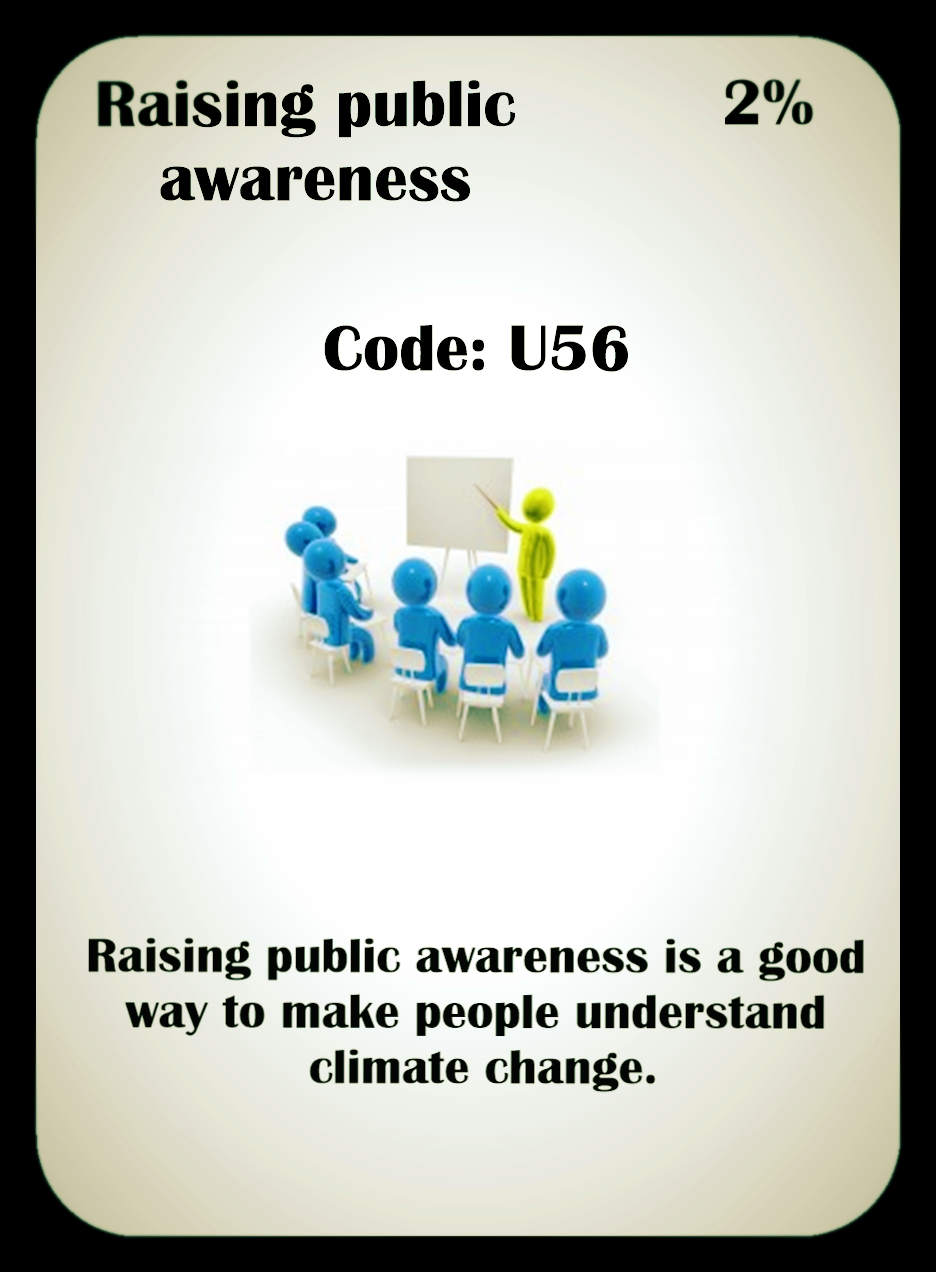 Raising public 2%
awareness
Code: U56
Raising public awareness is a good
way to make people understand
climate change.